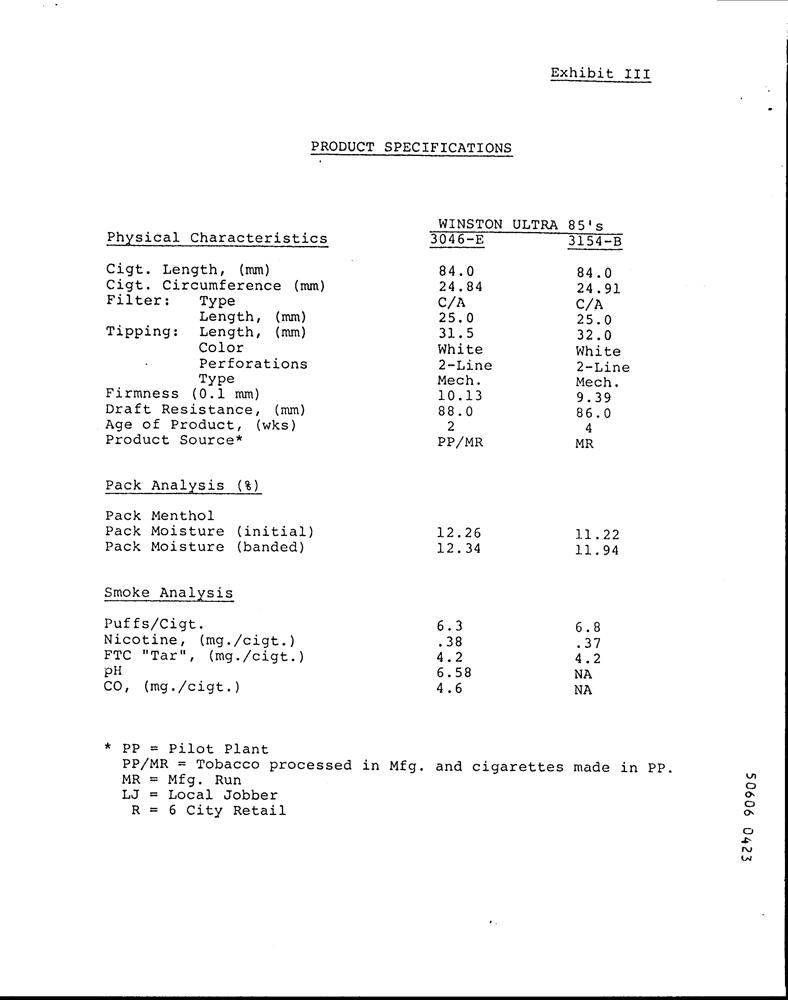 Exhibit III
PRODUCT SPECIFICATIONS
WINSTON ULTRA 85's
Physical Characteristics 3046-E 3154-B
Cigt. Length, (mm) 84.0 84.0
Cigt. Circumference (mm) 24.84 24.91
Filter: Type C/A C/A
Length, (mm) 25.0 25.0
Tipping: Length, (mm) 31.5 32.0
Color White White
Perforations 2-Line 2-Line
Type Mech. Mech.
Firmness (0.1 mm) 10.13 9.39
Draft Resistance, (mm) 88.0 86.0
Age of Product, (wks) 2 4
Product Source* PP/MR MR
Pack Analysis (%)
Pack Menthol
Pack Moisture (initial) 12.26 11.22
Pack Moisture (banded) 12.34 11.94
Smoke Analysis
Puffs/Cigt. 6.3 6.8
Nicotine, (mg./cigt.) .38 .37
FTC "Tar", (mg./cigt.) 4.2 4.2
pH 6.58 NA
CO, (mg./cigt.) 4.6 NA
* PP = Pilot Plant
PP/MR = Tobacco processed in Mfg. and cigarettes made in PP.
MR = Mfg. Run
LJ = Local Jobber
R = 6 City Retail
50606 0423